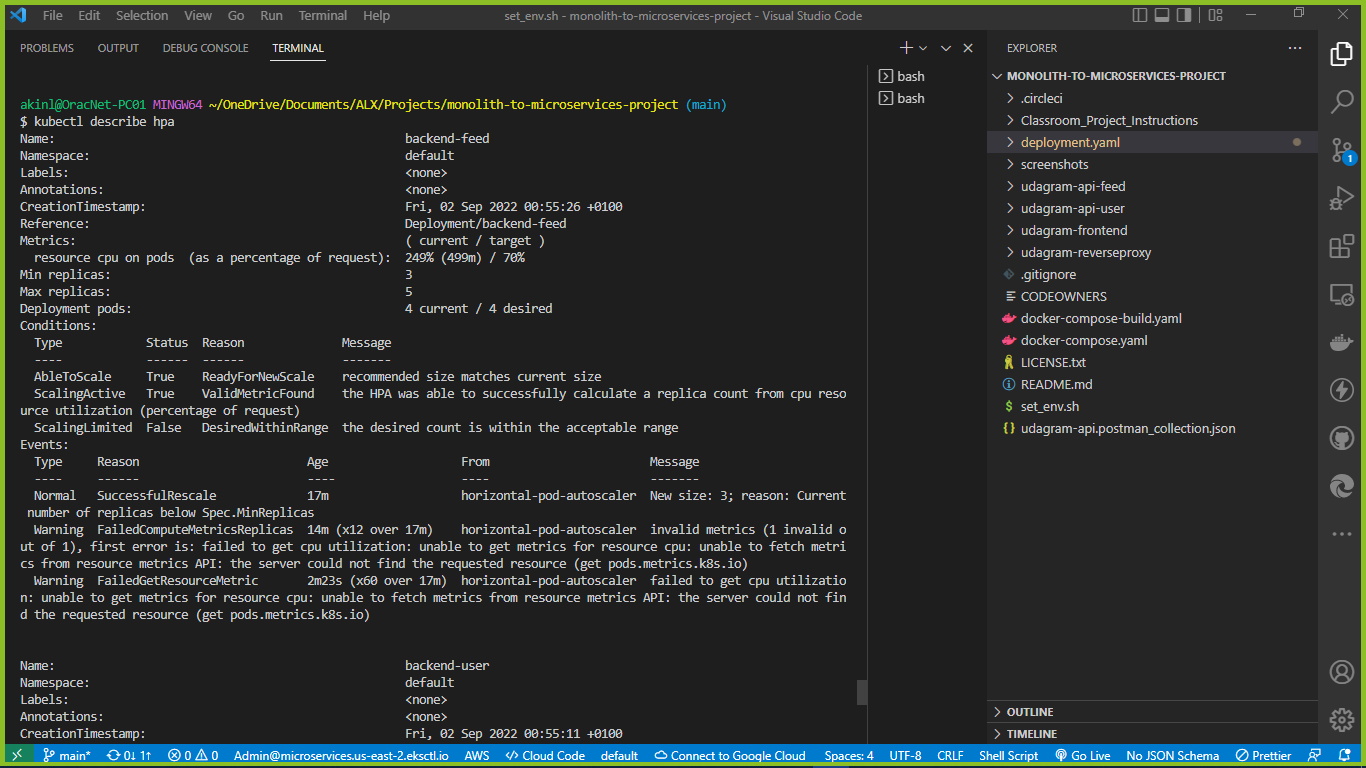 File Edit Selection View Go Run Terminal Help
set_env.sh - monolith-to-microservices-project - Visual Studio Code
PROBLEMS OUTPUT DEBUG CONSOLE TERMINAL
akinl@OracNet-PC01 MINGW64 ~/OneDrive/Documents/ALX/Projects/monolith-to-microservices-project (main)
$ kubectl describe hpa
Name: backend-feed
Namespace: default
Labels: <none>
Annotations: <none>
CreationTimestamp: Fri, 02 Sep 2022 00:55:26 +0100
Reference: Deployment/backend-feed
Metrics: ( current / target )
resource cpu on pods (as a percentage of request): 249% (499m) / 70%
Min replicas: 3
Max replicas: 5
Deployment pods: 4 current / 4 desired
Conditions:
Type Status Reason Message
---- ------ ------ -------
AbleToScale True ReadyForNewScale recommended size matches current size
ScalingActive True ValidMetricFound the HPA was able to successfully calculate a replica count from cpu reso
urce utilization (percentage of request)
ScalingLimited False DesiredWithinRange the desired count is within the acceptable range
Events:
Type Reason Age From Message
---- ------ ---- ---- -------
Normal SuccessfulRescale 17m horizontal-pod-autoscaler New size: 3; reason: Current
number of replicas below Spec.MinReplicas
Warning FailedComputeMetricsReplicas 14m (x12 over 17m) horizontal-pod-autoscaler invalid metrics (1 invalid o
ut of 1), first error is: failed to get cpu utilization: unable to get metrics for resource cpu: unable to fetch metri
cs from resource metrics API: the server could not find the requested resource (get pods.metrics.k8s.io)
Warning FailedGetResourceMetric 2m23s (x60 over 17m) horizontal-pod-autoscaler failed to get cpu utilizatio
n: unable to get metrics for resource cpu: unable to fetch metrics from resource metrics API: the server could not fin
d the requested resource (get pods.metrics.k8s.io)
Name: backend-user
Namespace: default
Labels: <none>
Annotations: <none>
CreationTimestamp: Fri, 02 Sep 2022 00:55:11 +0100
bash
bash
EXPLORER
MONOLITH-TO-MICROSERVICES-PROJECT
.circleci
Classroom_Project_Instructions
deployment.yaml
screenshots
udagram-api-feed
udagram-api-user
udagram-frontend
udagram-reverseproxy
.gitignore
CODEOWNERS
docker-compose-build.yaml
docker-compose.yaml
LICENSE.txt
README.md
$ set_env.sh
{} udagram-api.postman_collection.json
OUTLINE
TIMELINE
1
main* 0↓ 1↑ 0 0 Admin@microservices.us-east-2.eksctl.io AWS </> Cloud Code default Connect to Google Cloud Spaces: 4 UTF-8 CRLF Shell Script Go Live No JSON Schema Prettier